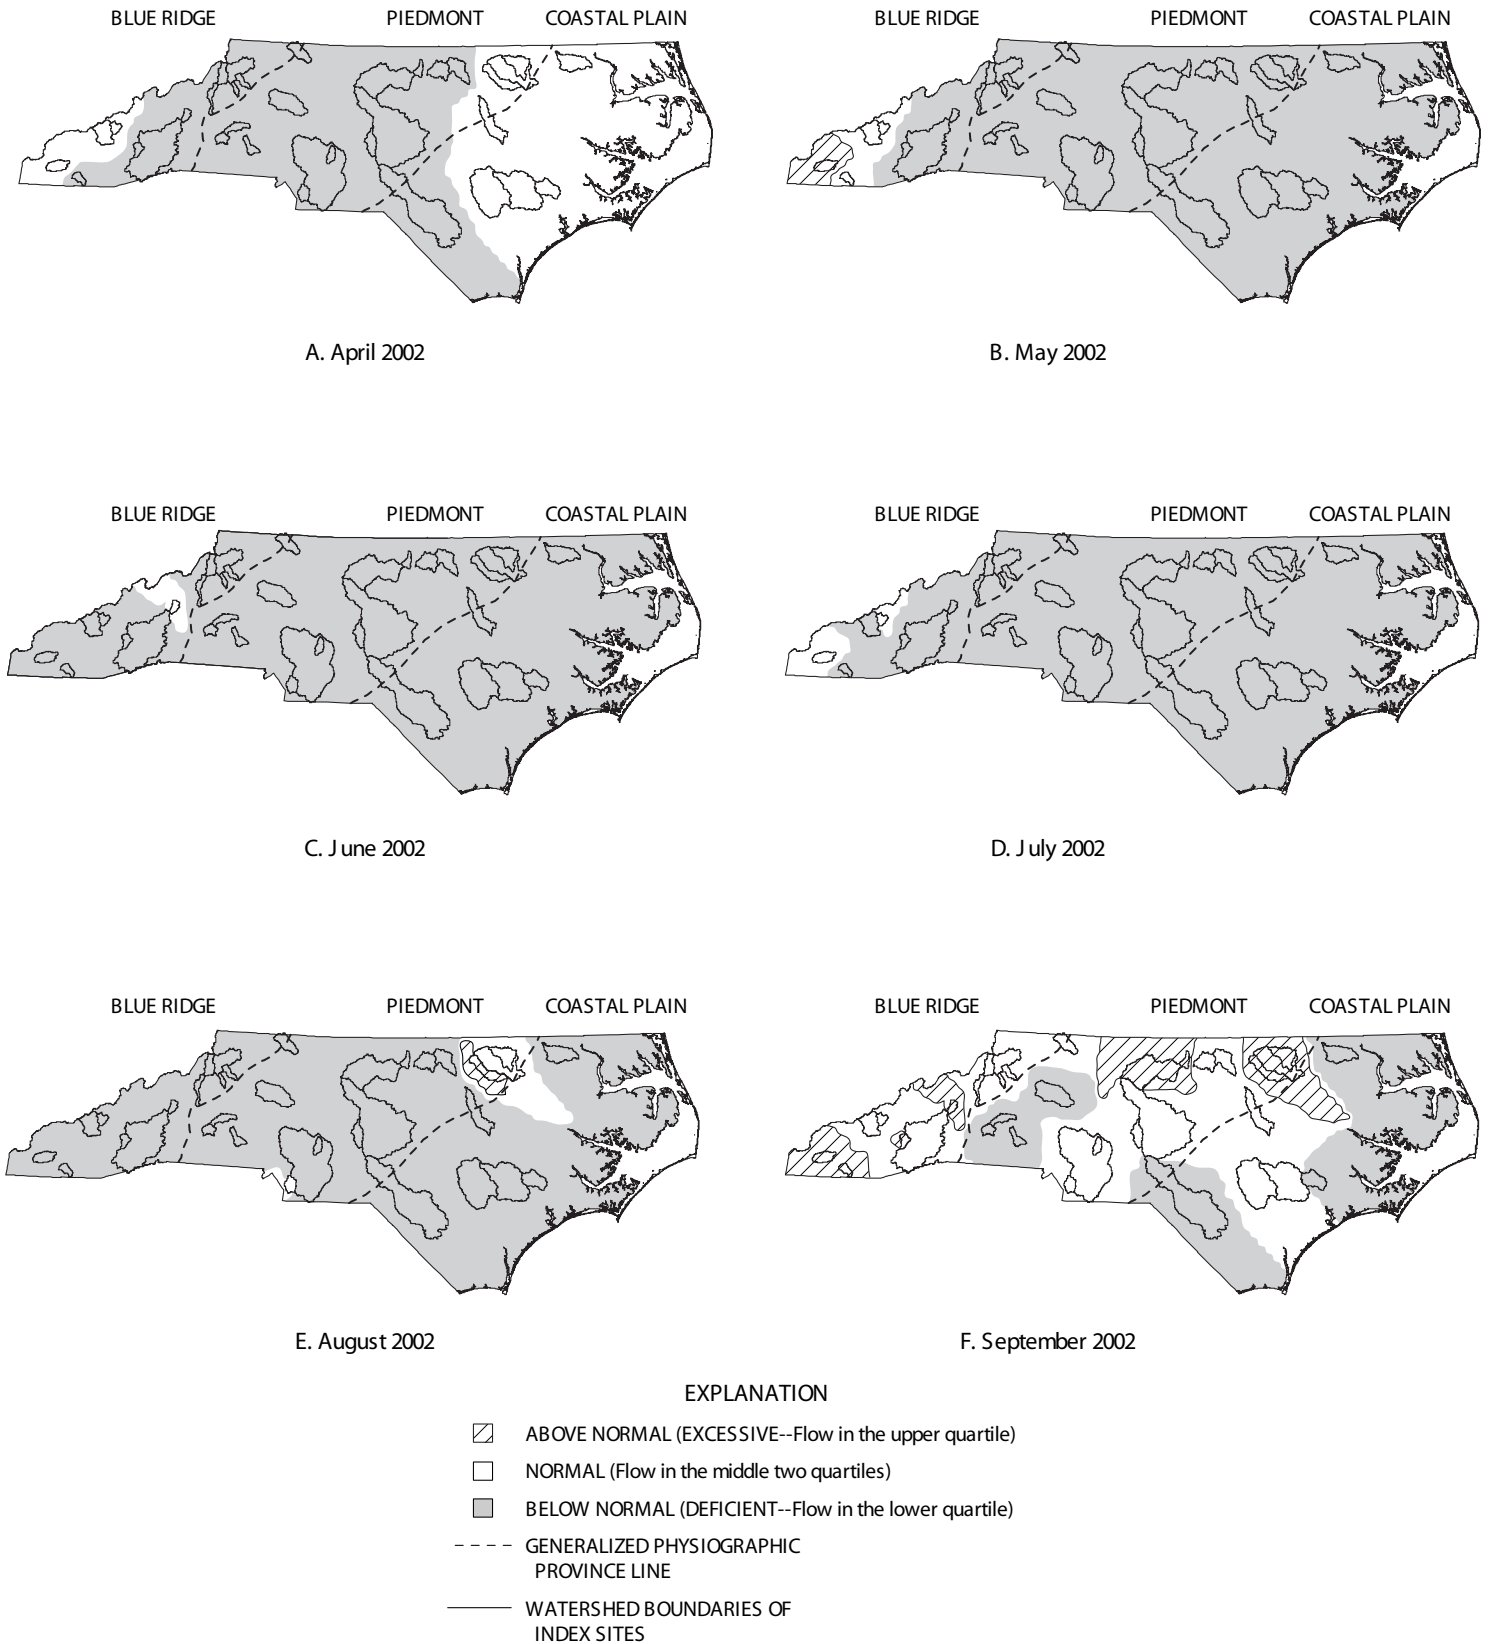 BLUE RIDGE PIEDMONT COASTAL PLAIN BLUE RIDGE PIEDMONT COASTAL PLAIN
A. April 2002 B. May 2002
BLUE RIDGE PIEDMONT COASTAL PLAIN BLUE RIDGE PIEDMONT COASTAL PLAIN
C. June 2002 D. July 2002
BLUE RIDGE PIEDMONT COASTAL PLAIN BLUE RIDGE PIEDMONT COASTAL PLAIN
E. August 2002 F. September 2002
EXPLANATION
ABOVE NORMAL (EXCESSIVE--Flow in the upper quartile)
NORMAL (Flow in the middle two quartiles)
BELOW NORMAL (DEFICIENT--Flow in the lower quartile)
GENERALIZED PHYSIOGRAPHIC
PROVINCE LINE
WATERSHED BOUNDARIES OF
INDEX SITES